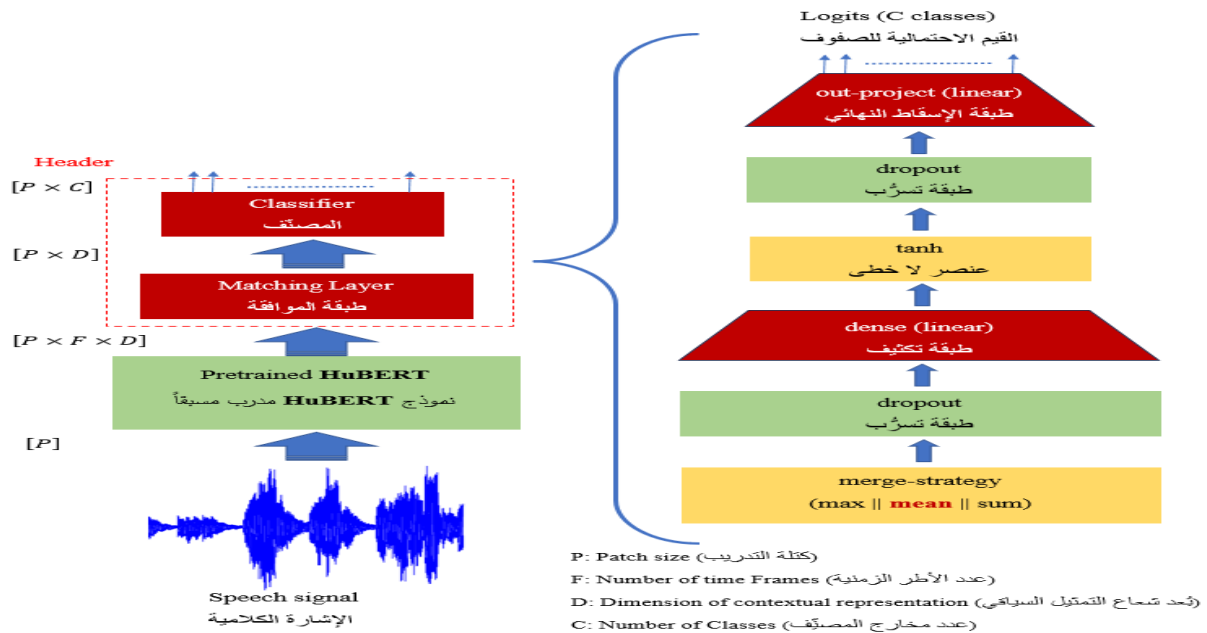 Header
[P × C]
Classifier
المصنّف
[P × D]
Matching Layer
طبقة الموافقة
[P × F × D]
Pretrained HuBERT
نموذج HuBERT مدرب مسبقاً
[P]
Speech signal
الإشارة الكلامية
Logits (C classes)
القيم الاحتمالية للصفوف
out-project (linear)
طبقة الإسقاط النهائي
dropout
طبقة تسرُّب
tanh
عنصر لا خطي
dense (linear)
طبقة تكثيف
dropout
طبقة تسرُّب
merge-strategy
(max || mean || sum)
P: Patch size (كتلة التدريب)
F: Number of time Frames (عدد الأطر الزمنية)
D: Dimension of contextual representation (بُعد شعاع التمثيل السياقي)
C: Number of Classes (عدد مخارج المصنِّف)